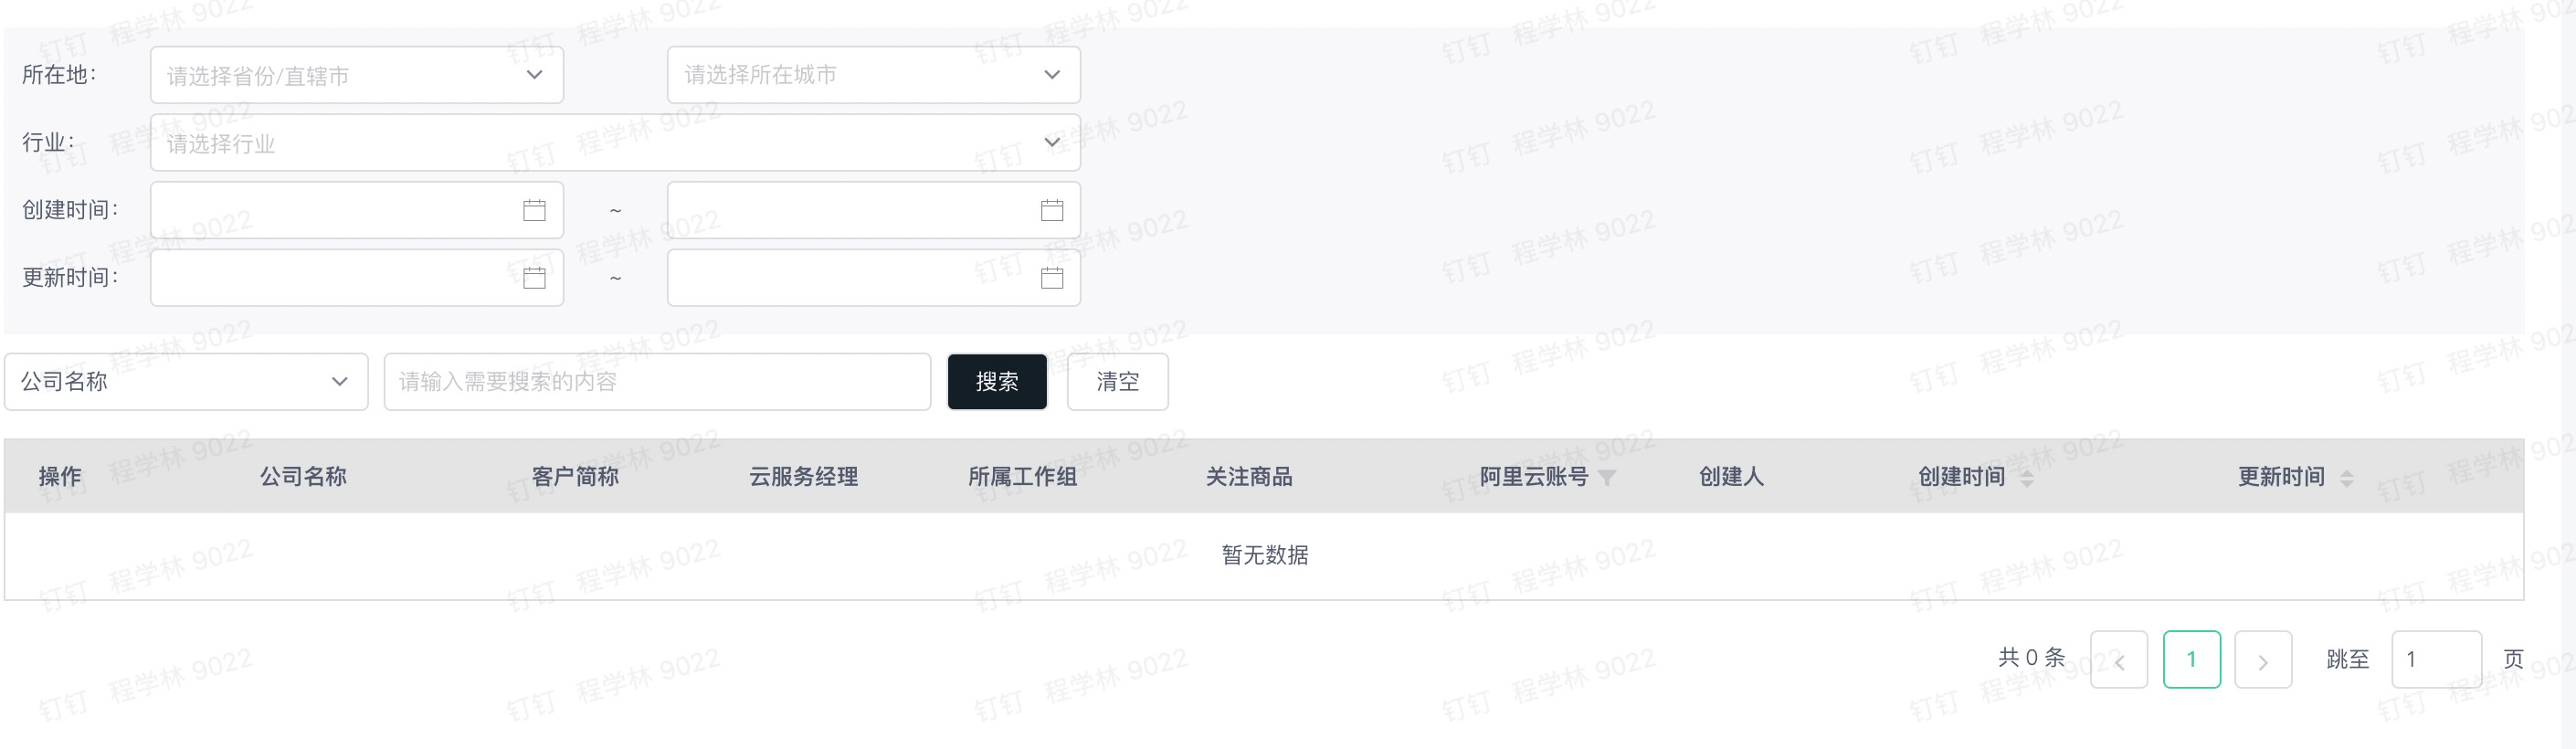 所在地: 请选择省份/直辖市 请选择所在城市
行业: 请选择行业
创建时间: ~
更新时间: ~
公司名称 请输入需要搜索的内容 搜索 清空
操作 公司名称 客户简称 云服务经理 所属工作组 关注商品 阿里云账号 创建人 创建时间 更新时间
暂无数据
共 0 条 1 跳至 1 页
钉钉 程学林 9022